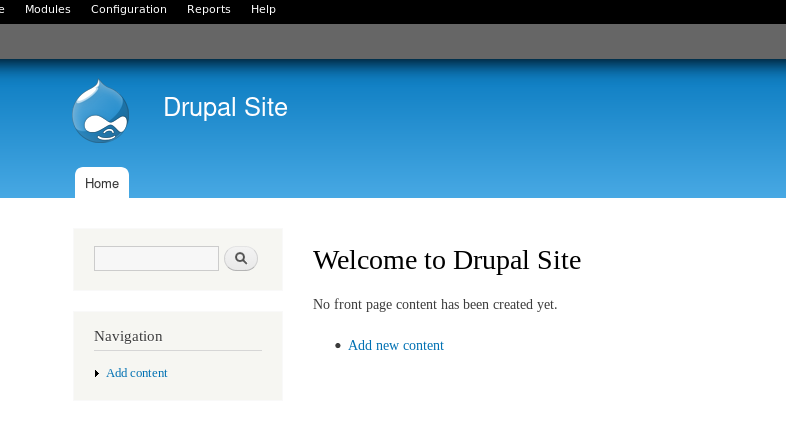 e Modules Configuration Reports Help
Drupal Site
Home
Welcome to Drupal Site
No front page content has been created yet.
Add new content
Navigation
Add content